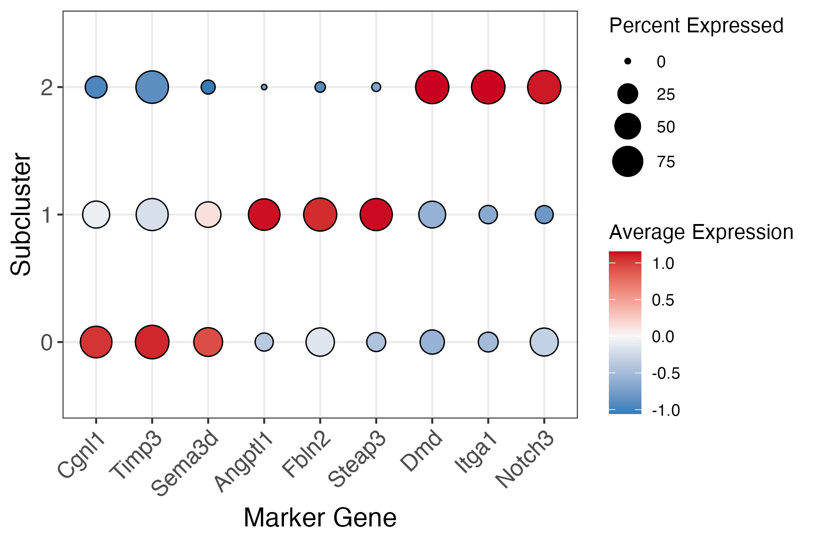 Subcluster
2
1
0
Cgnl1
Timp3
Sema3d
Angptl1
Fbln2
Steap3
Dmd
Itga1
Notch3
Marker Gene
Percent Expressed
0
25
50
75
Average Expression
1.0
0.5
0.0
-0.5
-1.0